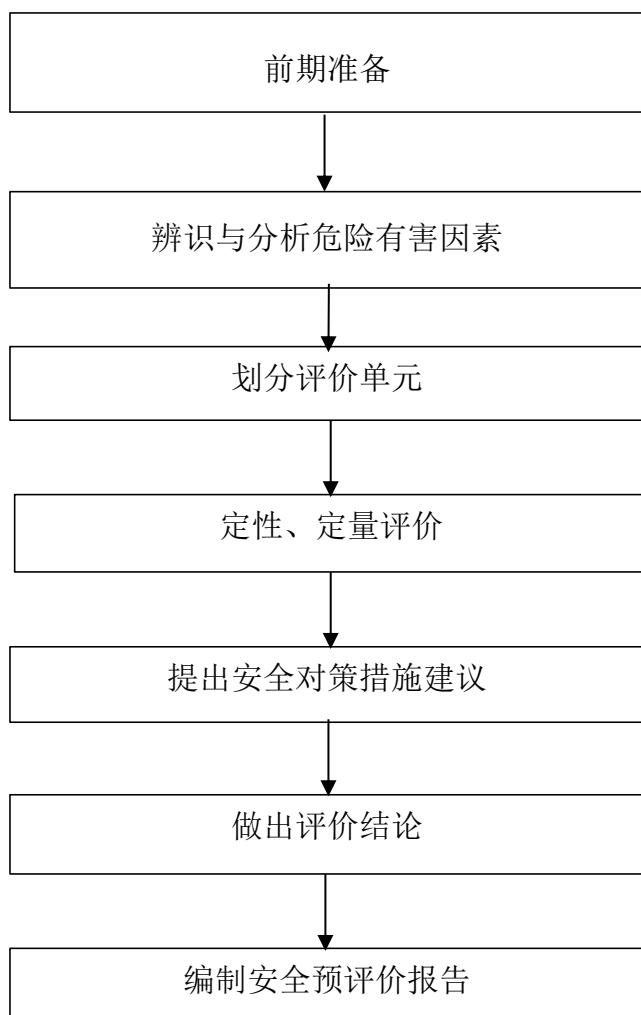 前期准备
辨识与分析危险有害因素
划分评价单元
定性、定量评价
提出安全对策措施建议
做出评价结论
编制安全预评价报告